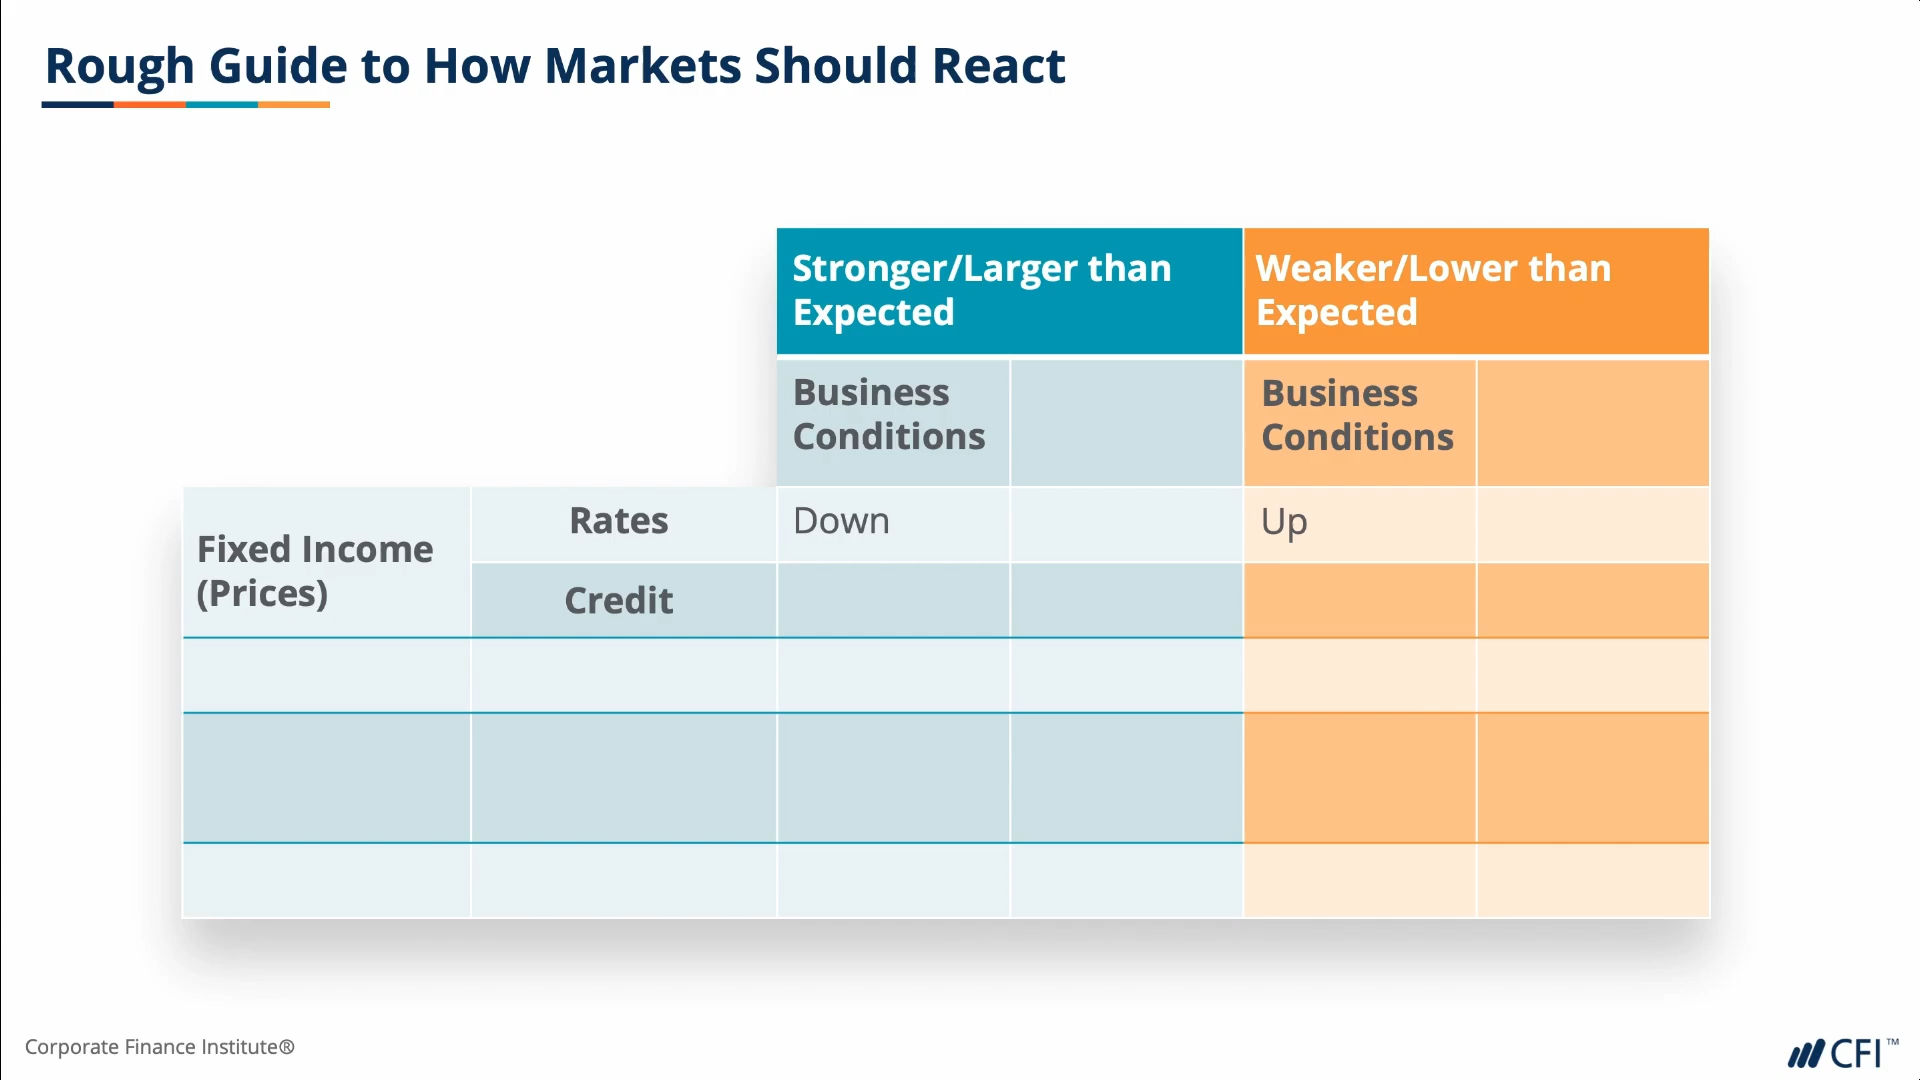 Rough Guide to How Markets Should React
Stronger/Larger than
Expected
Weaker/Lower than
Expected
Business
Conditions
Business
Conditions
Fixed Income
(Prices)
Rates
Down
Up
Credit
Corporate Finance Institute®
CFI™